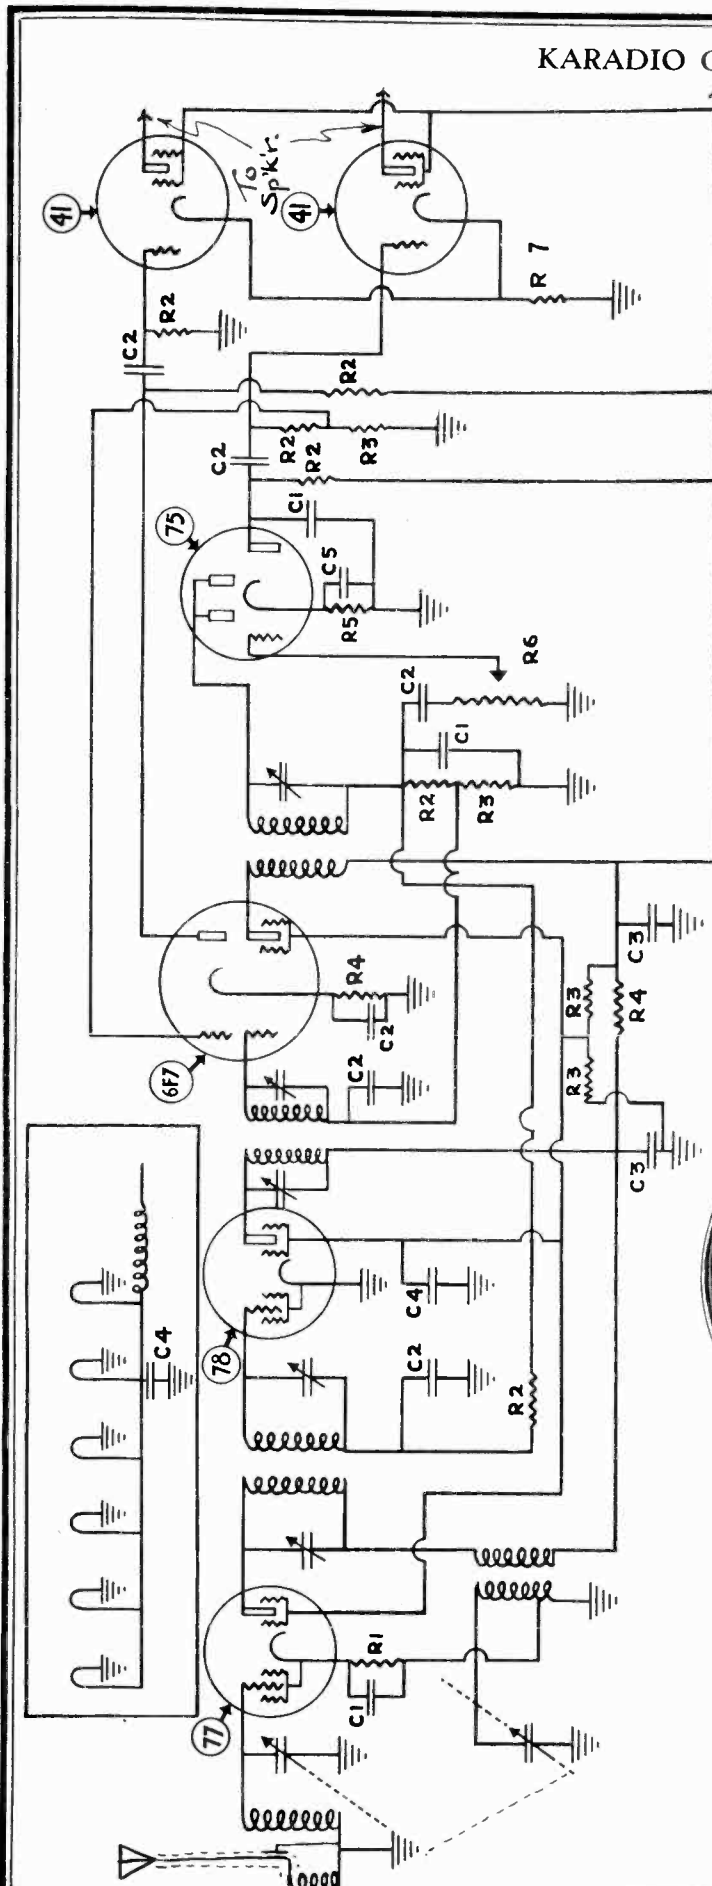 KARADIO
To
Sp'k'r.
41
41
R 7
R2
C2
R2
C2
R2
R2
R3
C1
75
C5
R5
R6
C2
C1
R2
R3
R4
C2
6F7
C2
C3
R3
R4
R3
C3
C4
C4
78
C2
R2
R1
C1
77